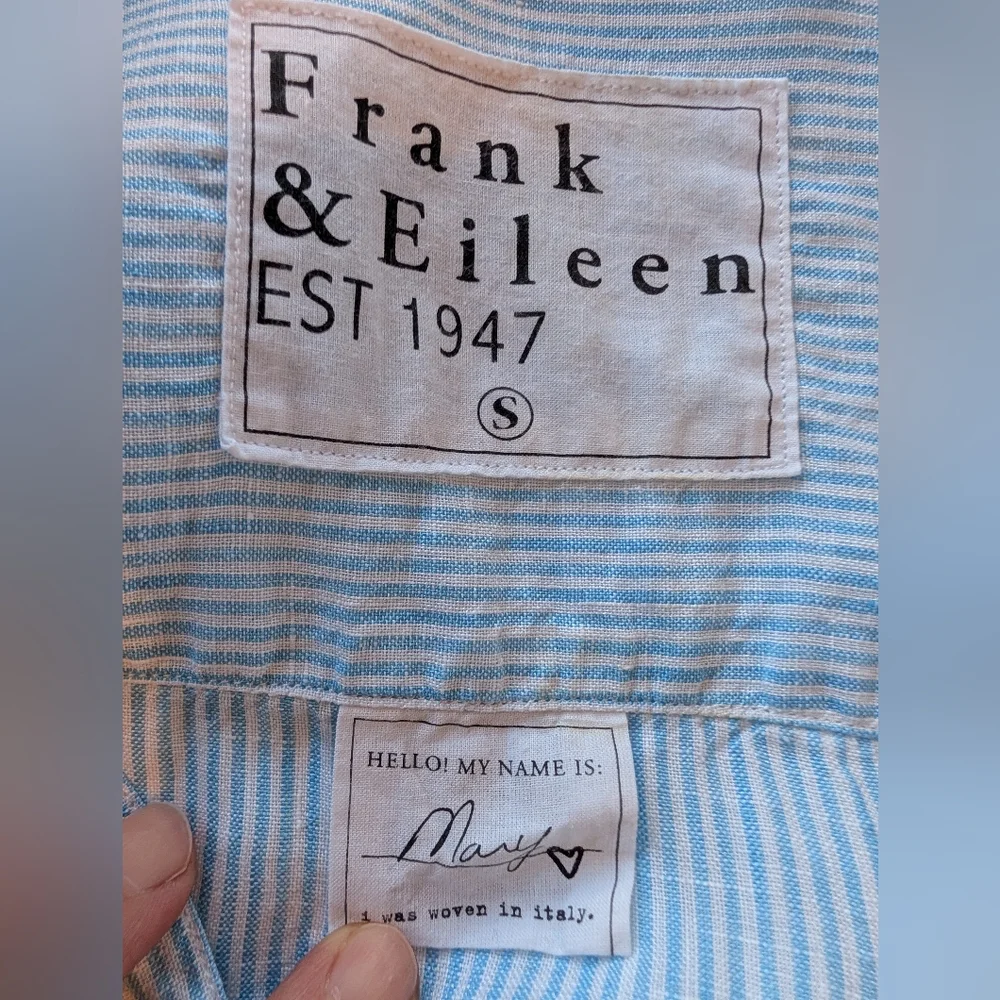 Frank
&Eileen
EST 1947
S
HELLO! MY NAME IS:
Mary♡
i was woven in italy.